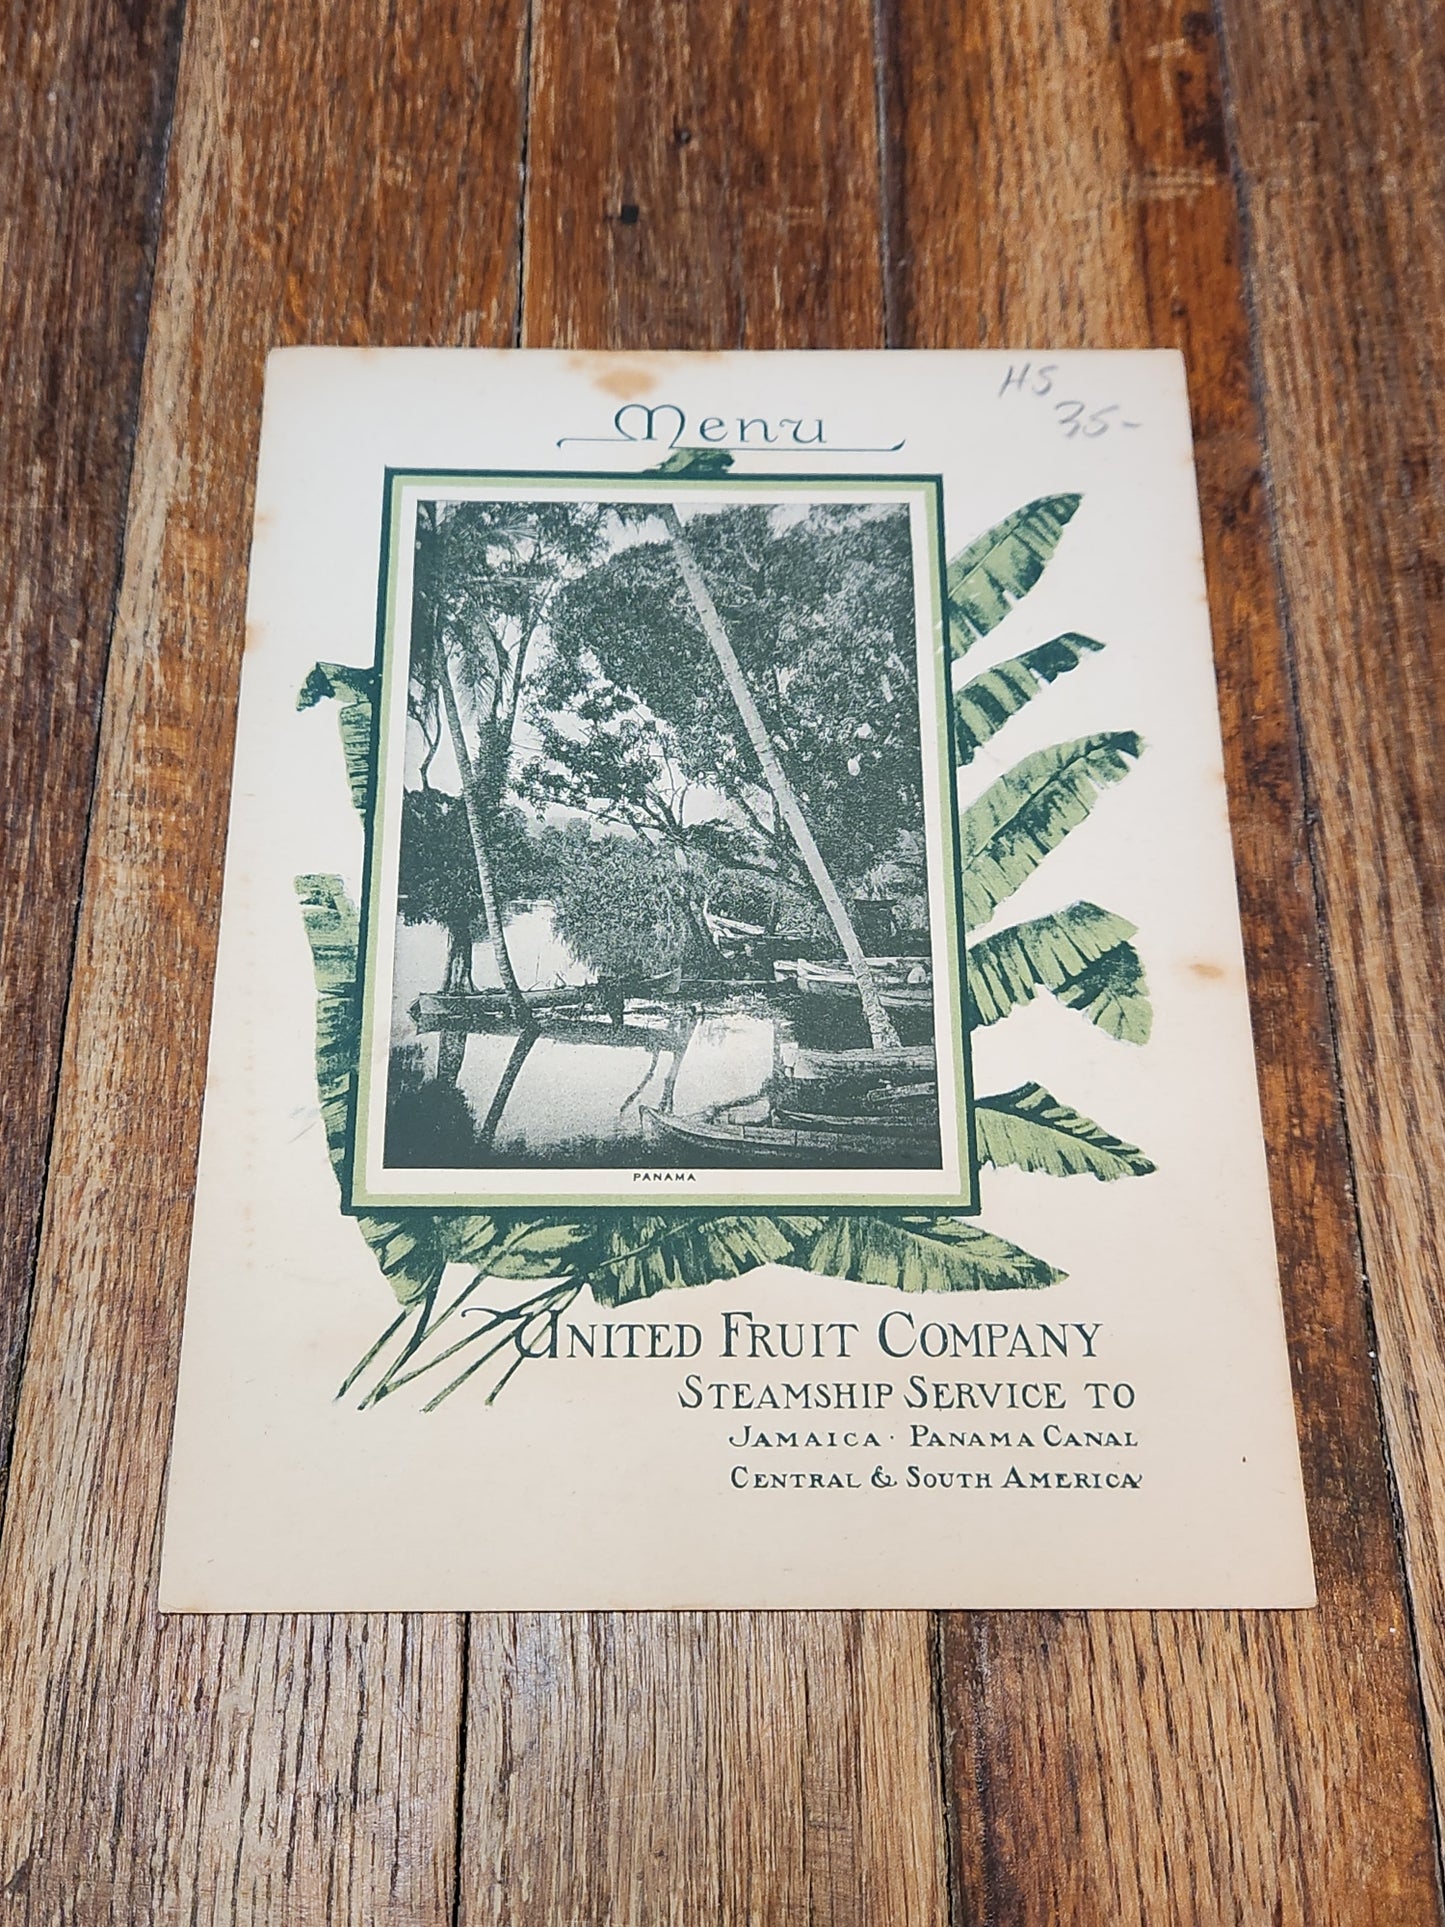 HS
35-
Menu
PANAMA
UNITED FRUIT COMPANY
STEAMSHIP SERVICE TO
JAMAICA · PANAMA CANAL
CENTRAL & SOUTH AMERICA